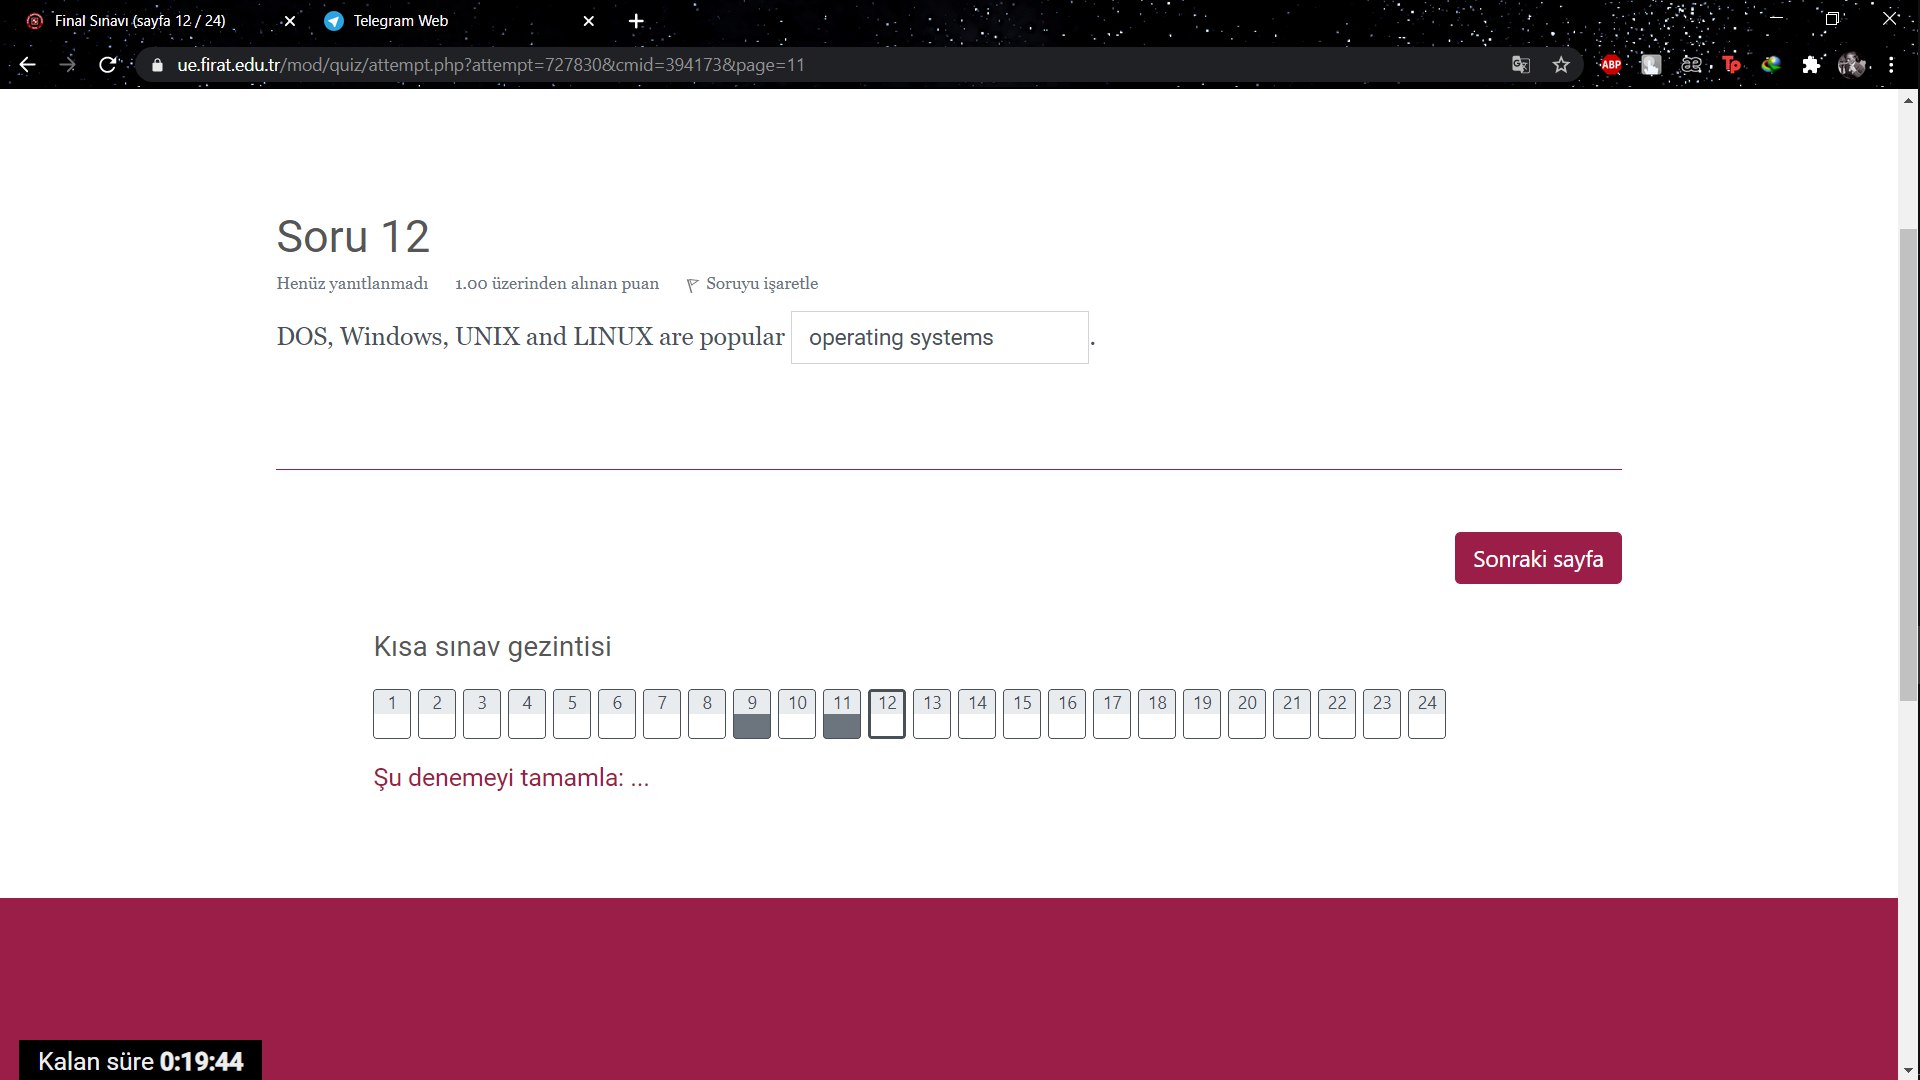 Final Sınavı (sayfa 12 / 24)
Telegram Web
ue.firat.edu.tr/mod/quiz/attempt.php?attempt=727830&cmid=394173&page=11
ABP
æ
Tp
Soru 12
Henüz yanıtlanmadı 1.00 üzerinden alınan puan Soruyu işaretle
DOS, Windows, UNIX and LINUX are popular operating systems .
Sonraki sayfa
Kısa sınav gezintisi
1 2 3 4 5 6 7 8 9 10 11 12 13 14 15 16 17 18 19 20 21 22 23 24
Şu denemeyi tamamla: ...
Kalan süre 0:19:44